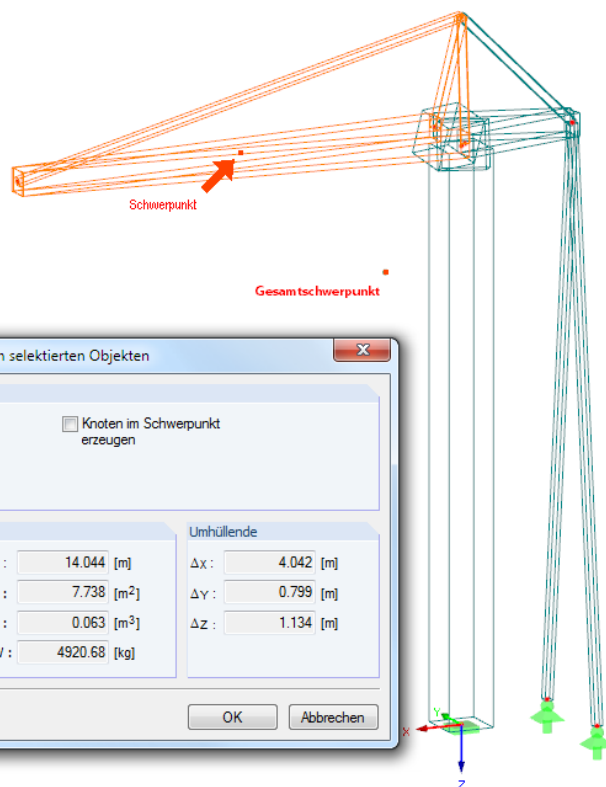 Schwerpunkt
Gesamtschwerpunkt
selektierten Objekten
Knoten im Schwerpunkt
erzeugen
Umhüllende
: 14.044 [m]
: 7.738 [m²]
: 0.063 [m³]
: 4920.68 [kg]
ΔX : 4.042 [m]
ΔY : 0.799 [m]
ΔZ : 1.134 [m]
OK Abbrechen
Y
X
Z